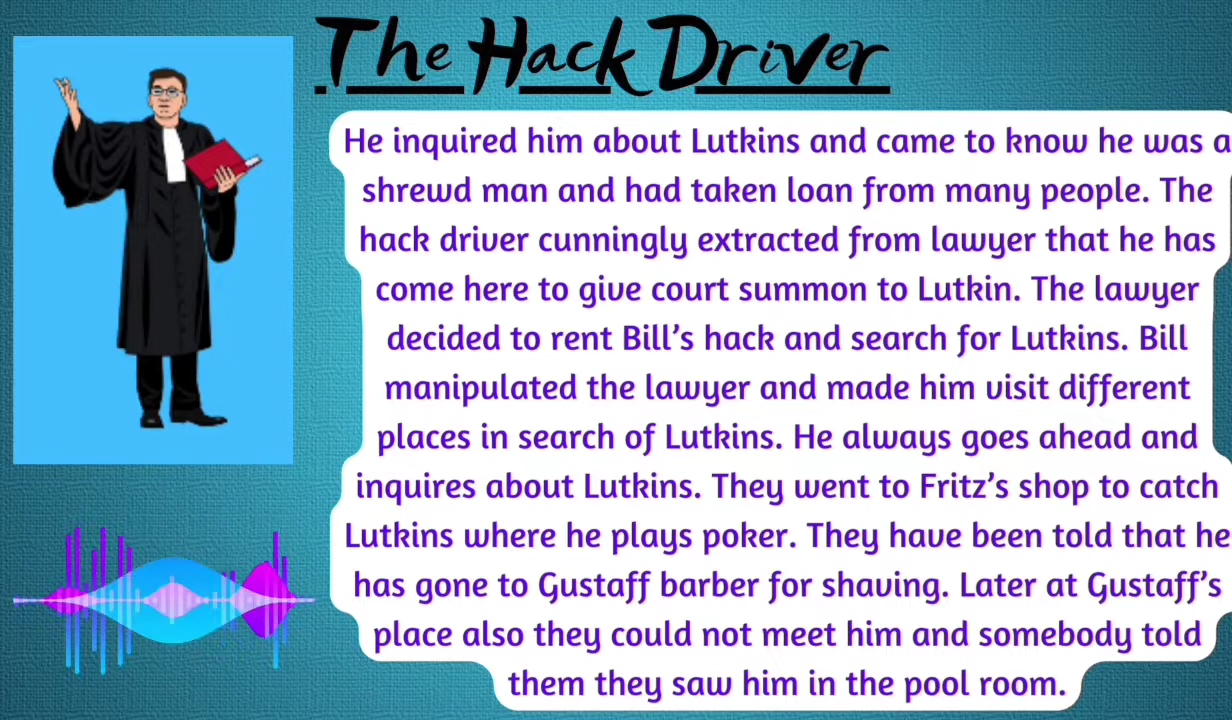 The Hack Driver
He inquired him about Lutkins and came to know he was a
shrewd man and had taken loan from many people. The
hack driver cunningly extracted from lawyer that he has
come here to give court summon to Lutkin. The lawyer
decided to rent Bill's hack and search for Lutkins. Bill
manipulated the lawyer and made him visit different
places in search of Lutkins. He always goes ahead and
inquires about Lutkins. They went to Fritz's shop to catch
Lutkins where he plays poker. They have been told that he
has gone to Gustaff barber for shaving. Later at Gustaff's
place also they could not meet him and somebody told
them they saw him in the pool room.